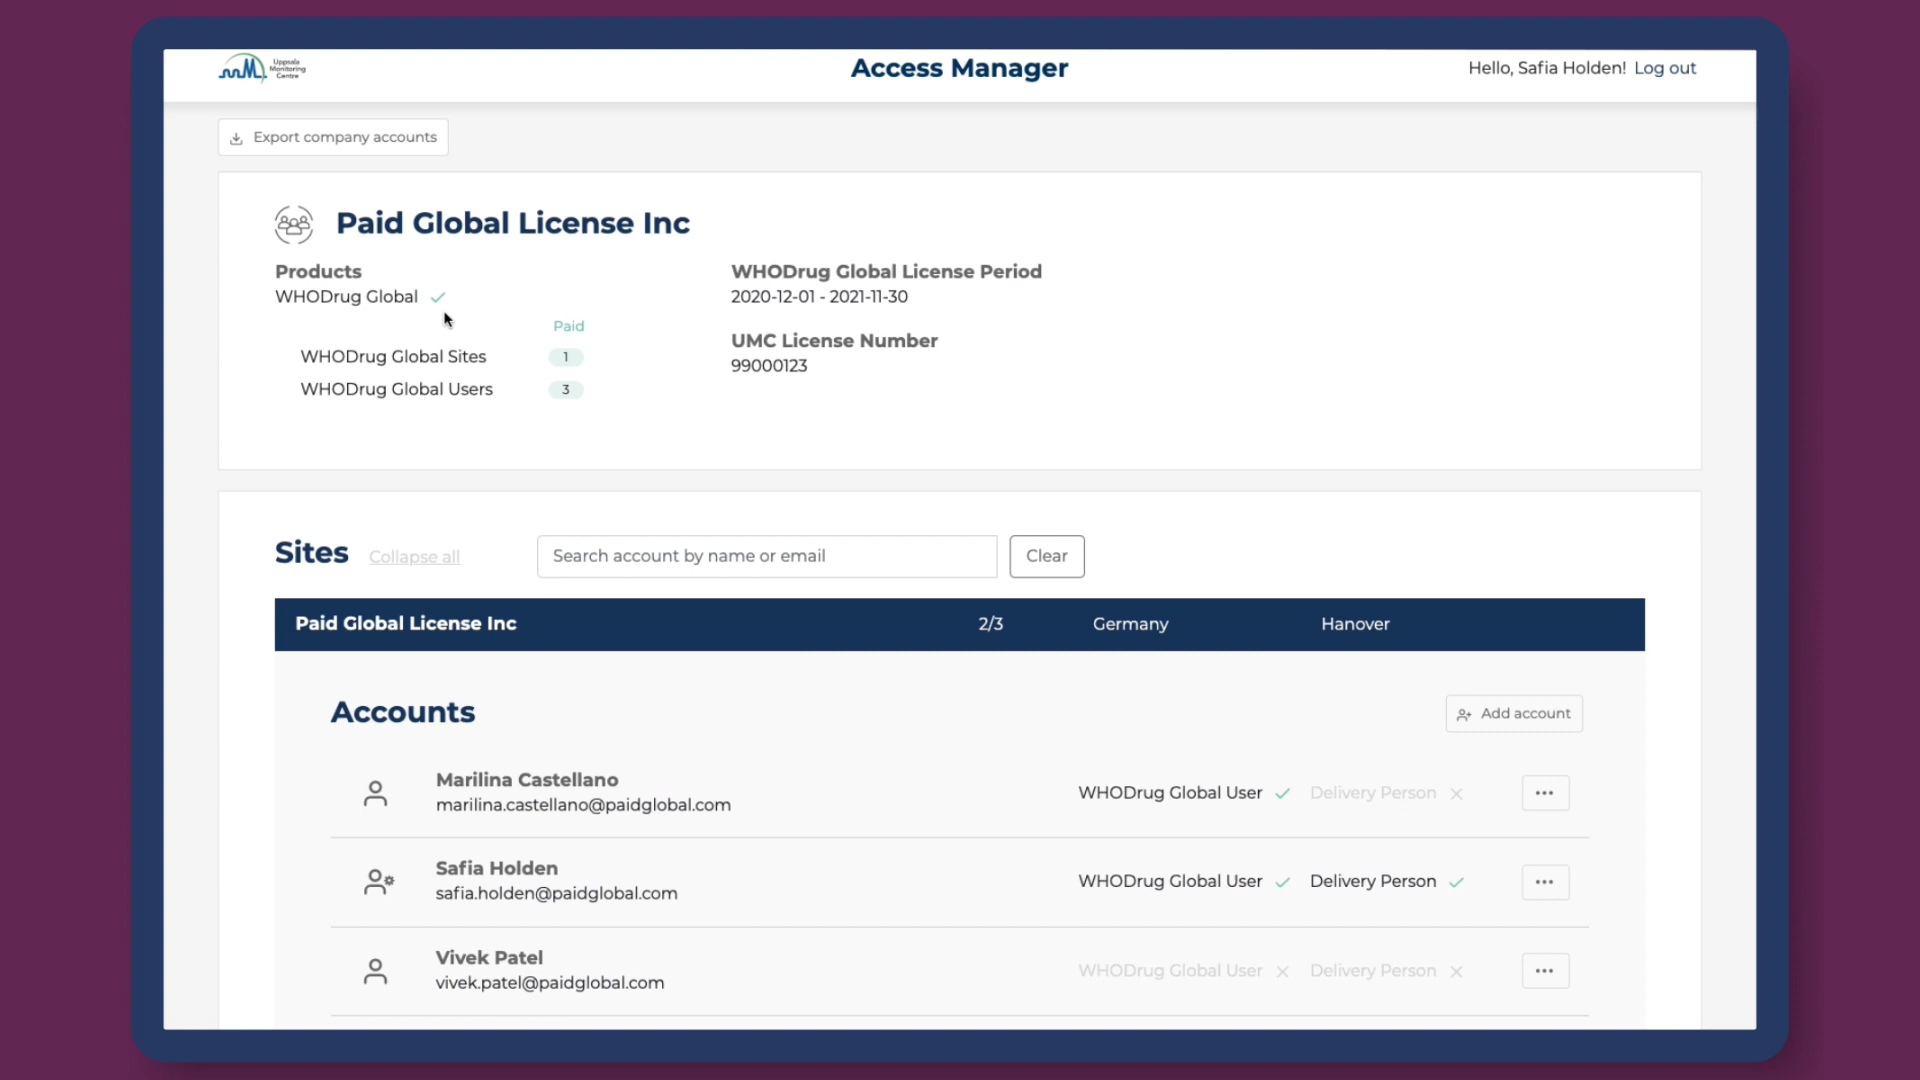 Uppsala
Monitoring
Centre
Access Manager
Hello, Safia Holden! Log out
Export company accounts
Paid Global License Inc
Products
WHODrug Global
Paid
WHODrug Global Sites 1
WHODrug Global Users 3
WHODrug Global License Period
2020-12-01 - 2021-11-30
UMC License Number
99000123
Sites Collapse all Search account by name or email Clear
Paid Global License Inc 2/3 Germany Hanover
Accounts Add account
Marilina Castellano
marilina.castellano@paidglobal.com
WHODrug Global User Delivery Person
Safia Holden
safia.holden@paidglobal.com
WHODrug Global User Delivery Person
Vivek Patel
vivek.patel@paidglobal.com
WHODrug Global User Delivery Person